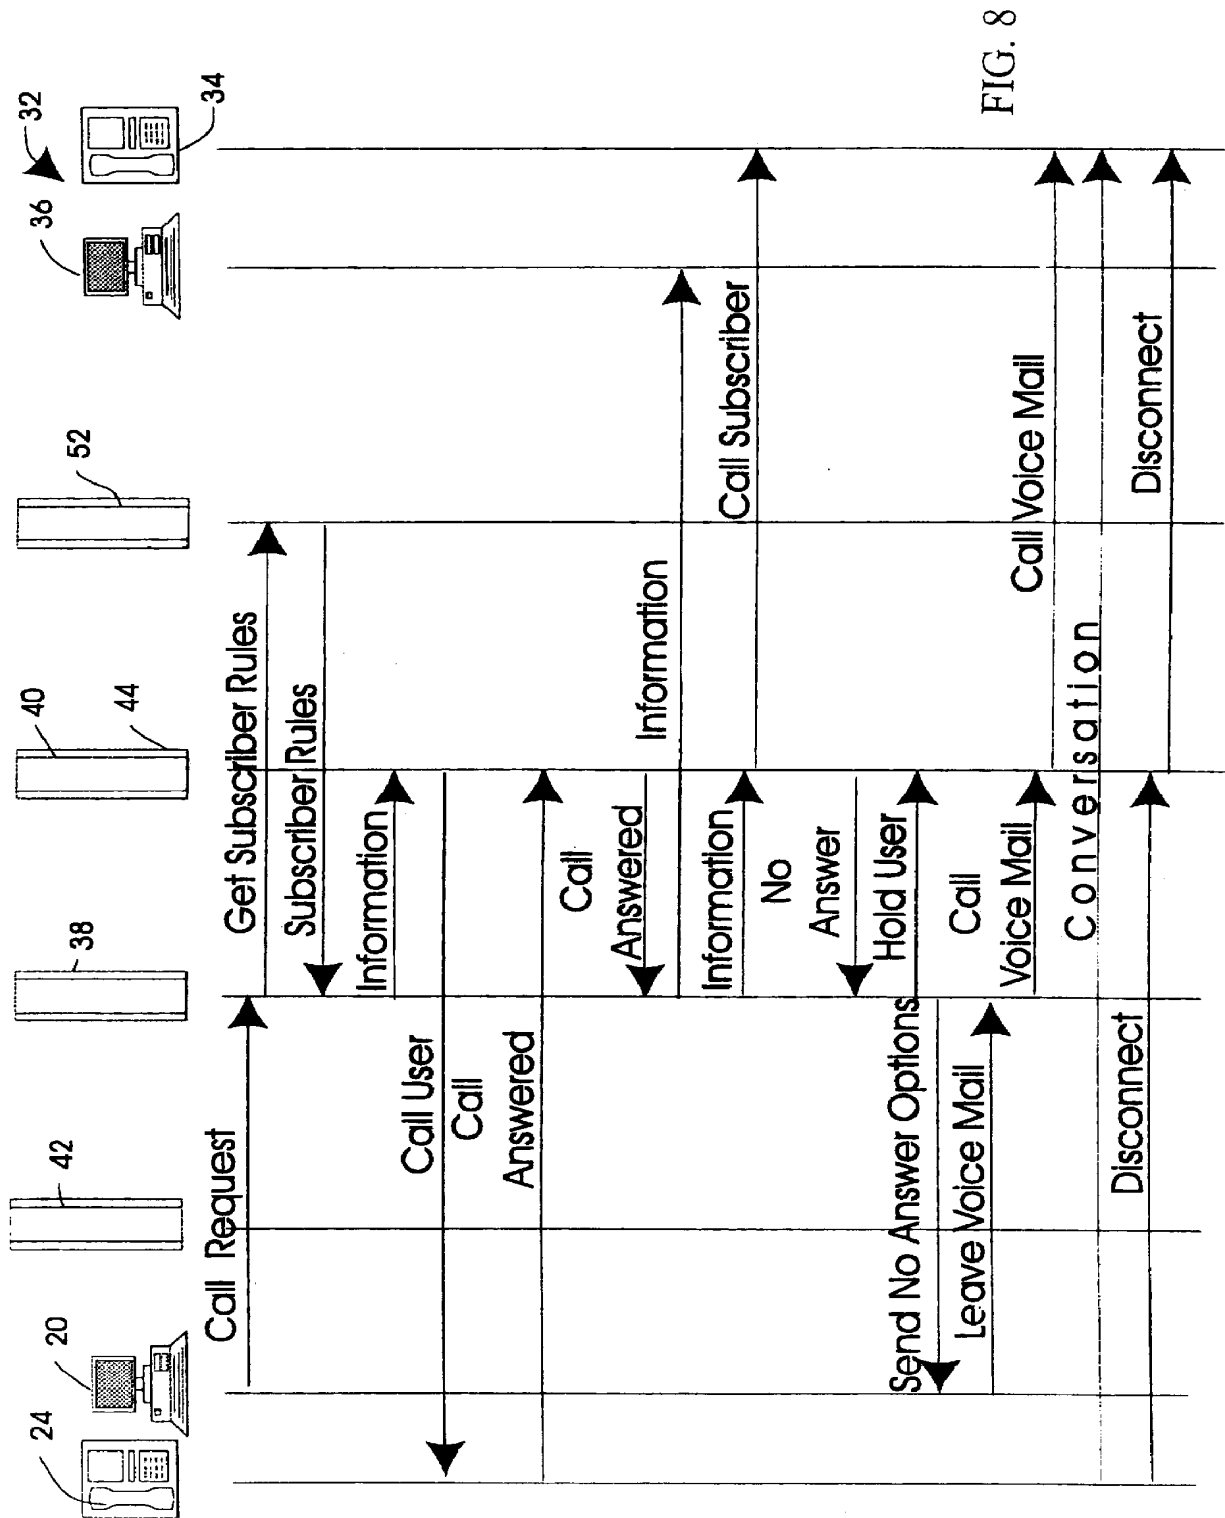 24
20
42
38
40
44
52
36
32
34
Call Request
Get Subscriber Rules
Subscriber Rules
Information
Call User
Call
Answered
Call
Answered
Information
Information
Call Subscriber
No
Answer
Hold User
Send No Answer Options
Leave Voice Mail
Call
Voice Mail
Call Voice Mail
Conversation
Disconnect
Disconnect
FIG. 8